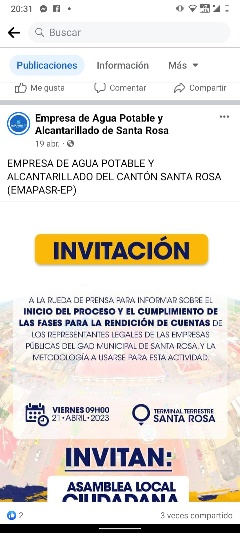 20:31
Buscar
Publicaciones Información Más
Me gusta Comentar Compartir
Empresa de Agua Potable y
Alcantarillado de Santa Rosa
19 abr. ·
EMPRESA DE AGUA POTABLE Y
ALCANTARILLADO DEL CANTÓN SANTA ROSA
(EMAPASR-EP)
INVITACIÓN
A LA RUEDA DE PRENSA PARA INFORMAR SOBRE EL
INICIO DEL PROCESO Y EL CUMPLIMIENTO DE
LAS FASES PARA LA RENDICIÓN DE CUENTAS DE
LOS REPRESENTANTES LEGALES DE LAS EMPRESAS
PÚBLICAS DEL GAD MUNICIPAL DE SANTA ROSA, Y LA
METODOLOGÍA A USARSE PARA ESTA ACTIVIDAD.
VIERNES 09H00
21•ABRIL•2023
TERMINAL TERRESTRE
SANTA ROSA
INVITAN:
ASAMBLEA LOCAL
CIUDADANA
2
3 veces compartido